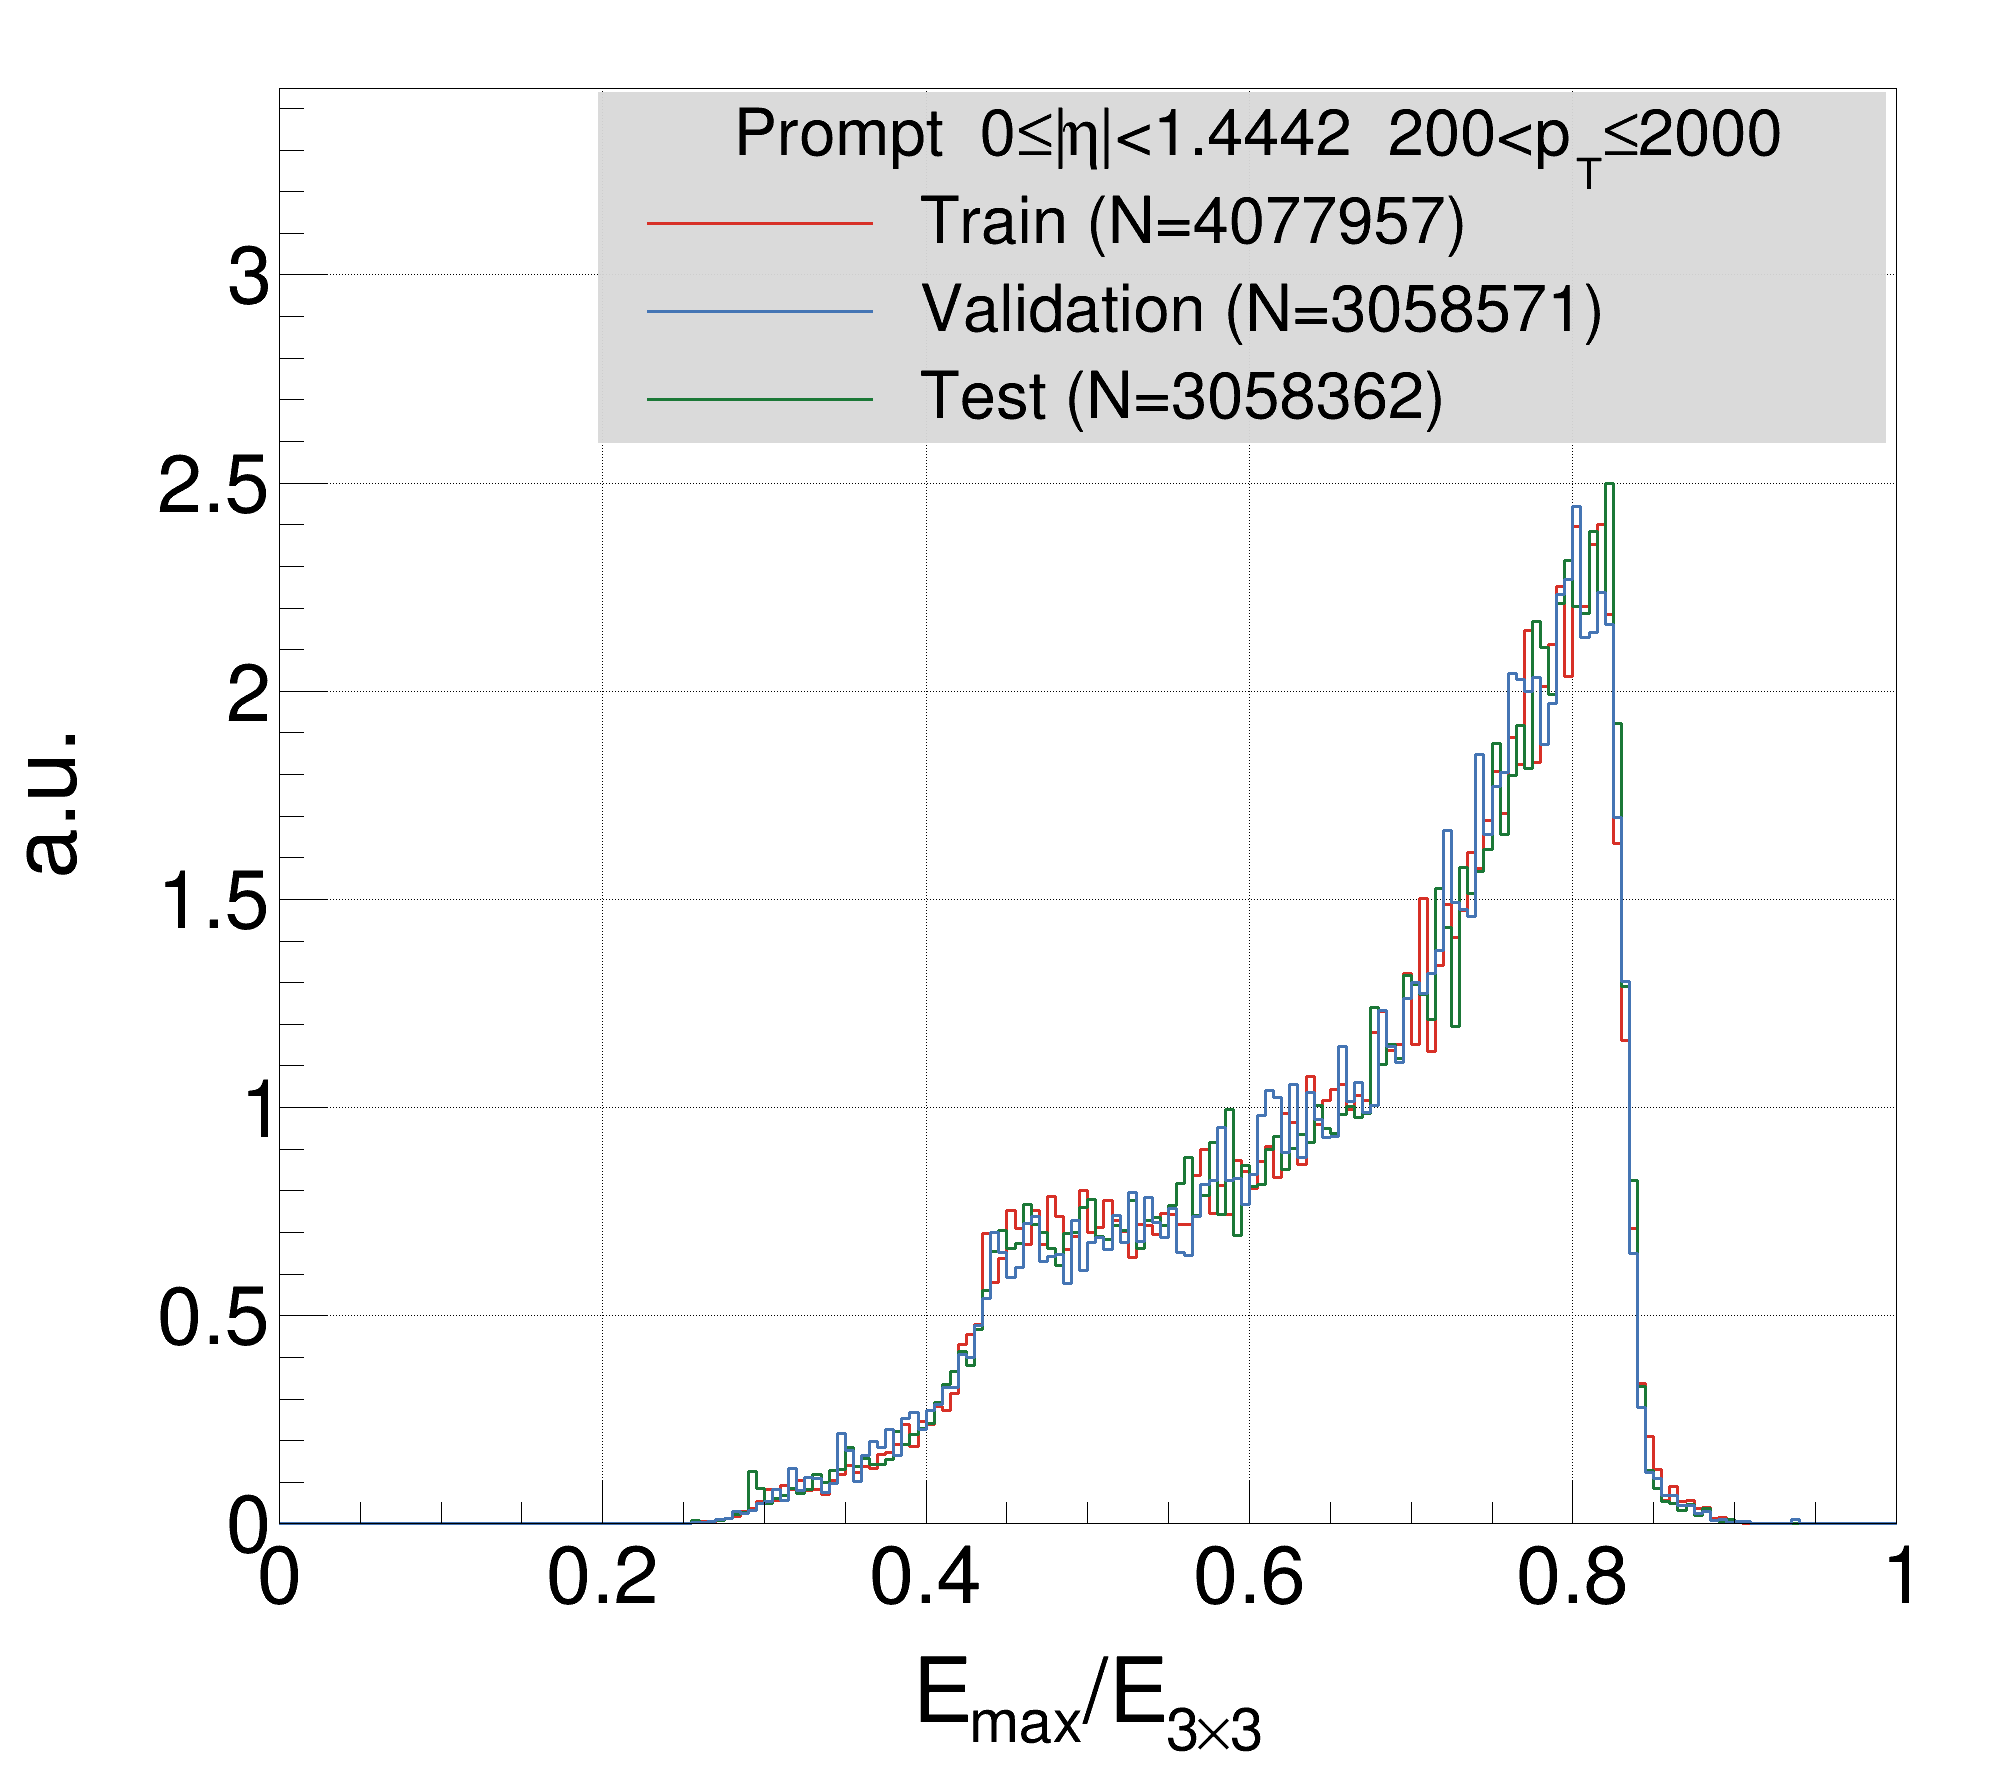 Prompt 0≤|η|<1.4442 200<p_T≤2000
Train (N=4077957)
Validation (N=3058571)
Test (N=3058362)
3
2.5
2
1.5
1
0.5
0
a.u.
0 0.2 0.4 0.6 0.8 1
E_max/E_3×3